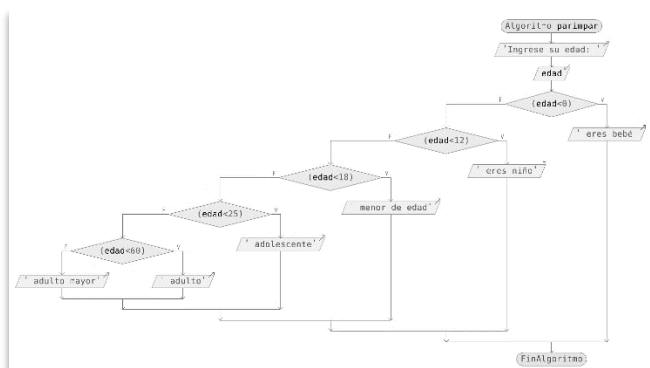 Algoritmo parimpar
'Ingrese su edad: '
edad
(edad<0)
F
V
' eres bebé'
(edad<12)
F
V
' eres niño'
(edad<18)
F
V
menor de edad'
(edad<25)
F
V
' adolescente'
(edad<60)
F
V
' adulto mayor'
' adulto'
FinAlgoritmo